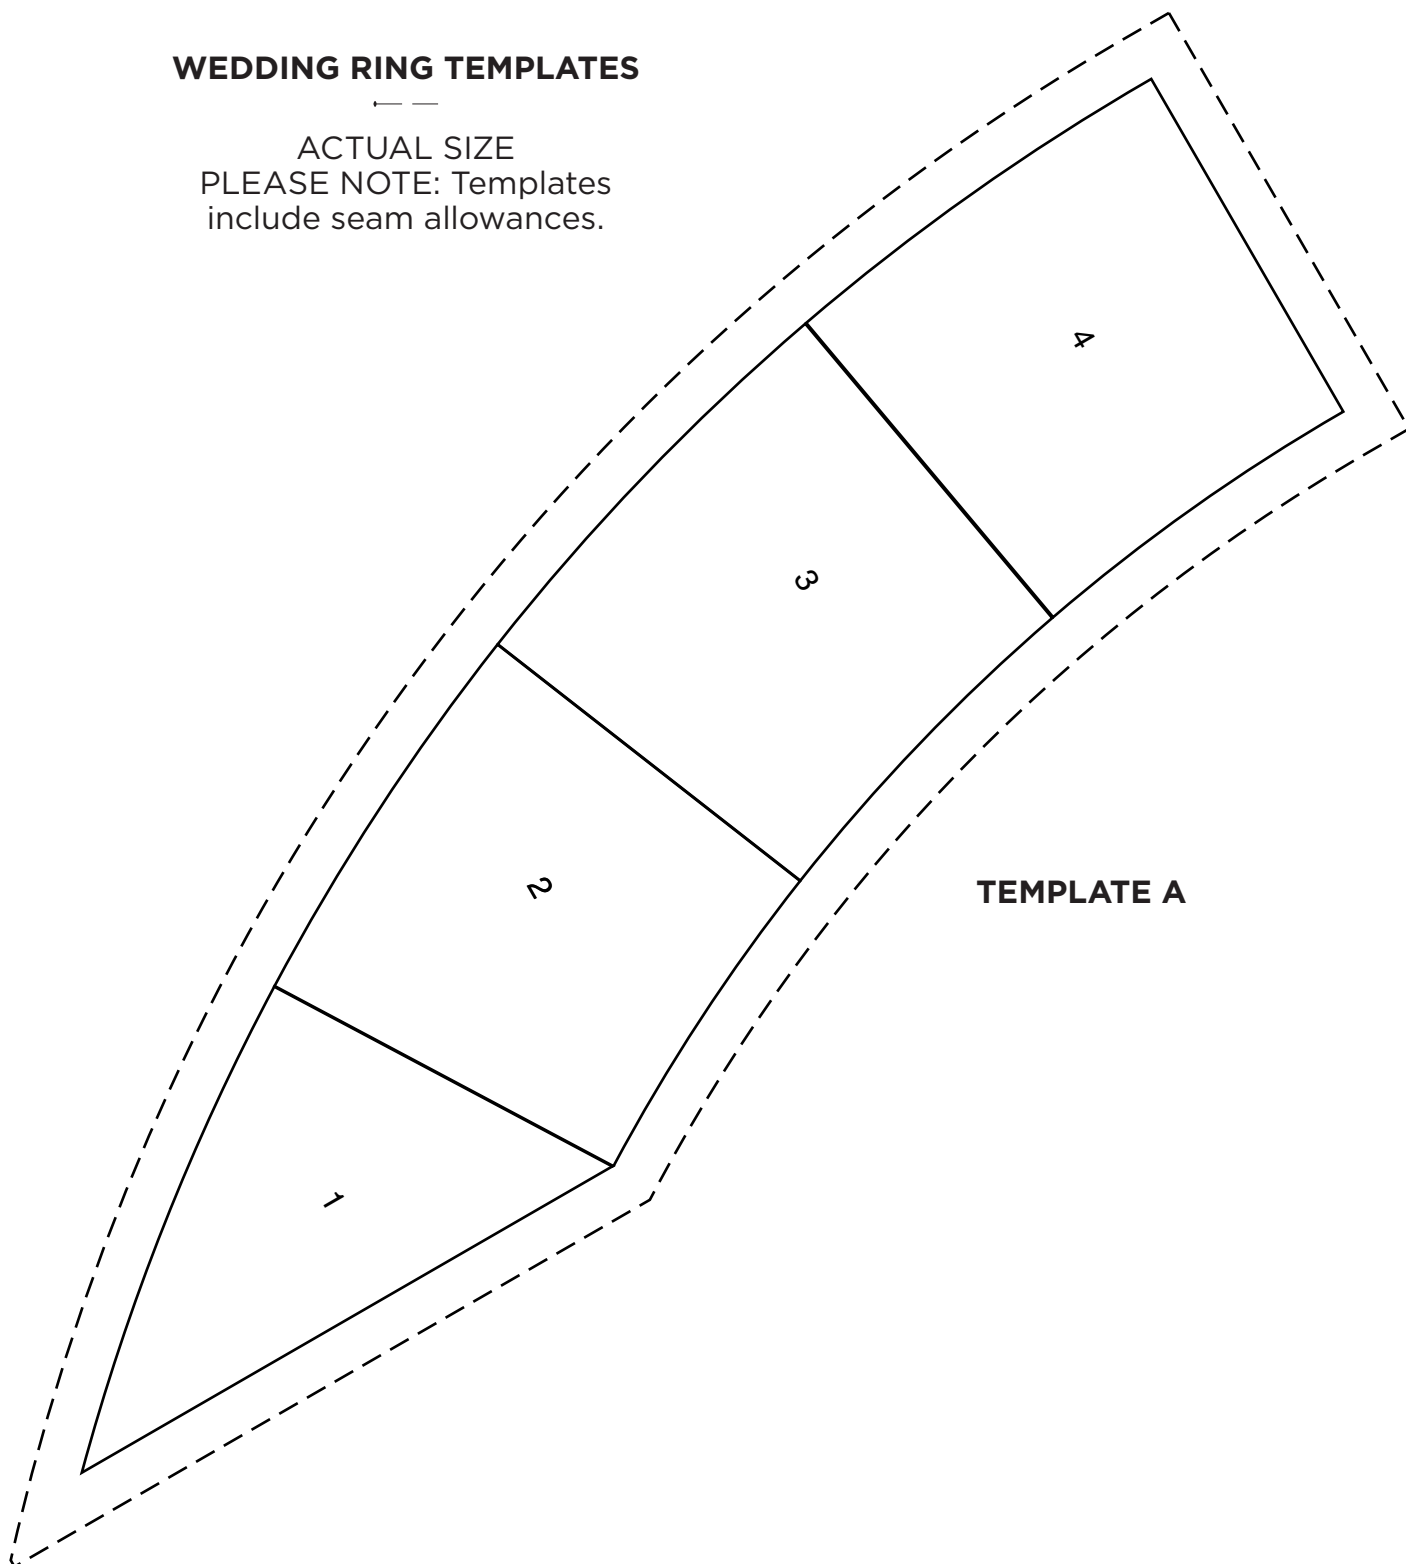 WEDDING RING TEMPLATES
ACTUAL SIZE
PLEASE NOTE: Templates
include seam allowances.
4
3
2
TEMPLATE A
1